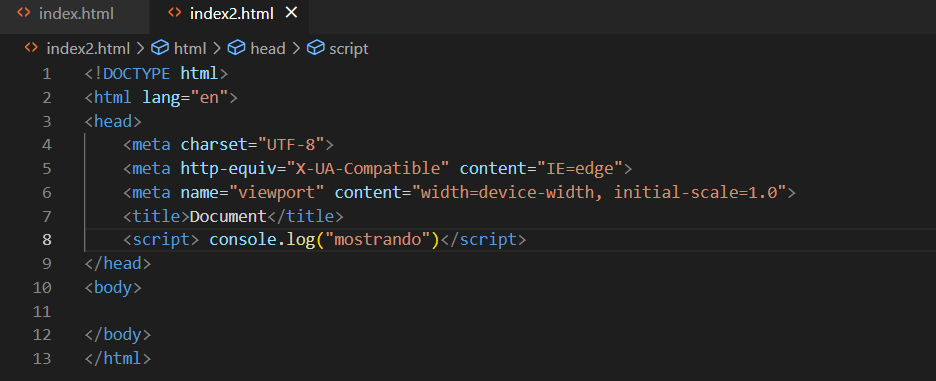 index.html index2.html
index2.html > html > head > script
1 <!DOCTYPE html>
2 <html lang="en">
3 <head>
4     <meta charset="UTF-8">
5     <meta http-equiv="X-UA-Compatible" content="IE=edge">
6     <meta name="viewport" content="width=device-width, initial-scale=1.0">
7     <title>Document</title>
8     <script> console.log("mostrando")</script>
9 </head>
10 <body>
11
12 </body>
13 </html>